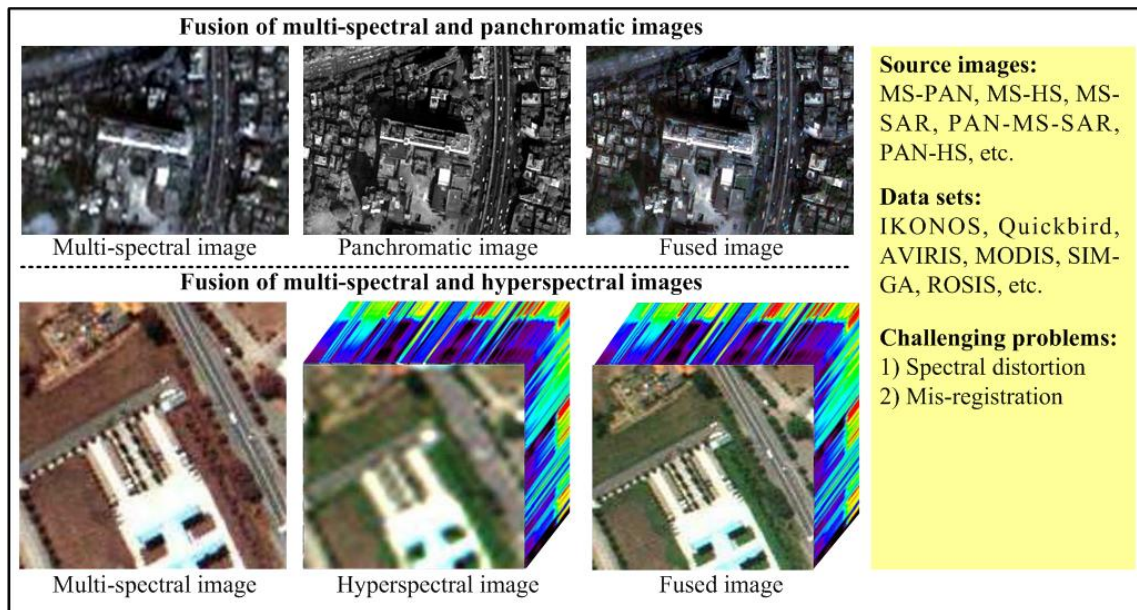 Fusion of multi-spectral and panchromatic images
Multi-spectral image
Panchromatic image
Fused image
Fusion of multi-spectral and hyperspectral images
Multi-spectral image
Hyperspectral image
Fused image
Source images:
MS-PAN, MS-HS, MS-
SAR, PAN-MS-SAR,
PAN-HS, etc.
Data sets:
IKONOS, Quickbird,
AVIRIS, MODIS, SIM-
GA, ROSIS, etc.
Challenging problems:
1) Spectral distortion
2) Mis-registration